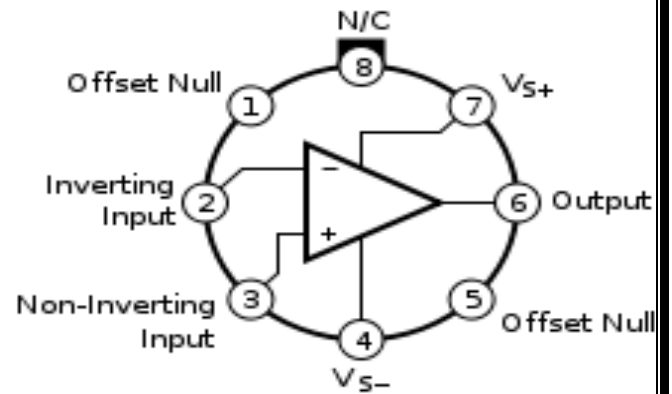 N/C
8
Offset Null
1
7
VS+
Inverting
Input
2
−
6
Output
+
Non-Inverting
Input
3
5
Offset Null
4
VS−